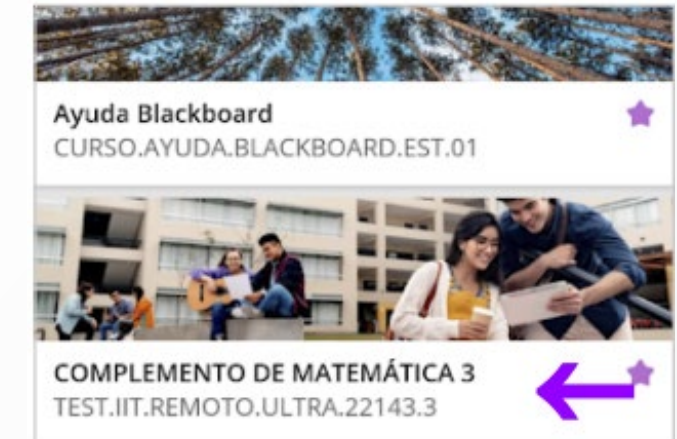 Ayuda Blackboard
CURSO.AYUDA.BLACKBOARD.EST.01
COMPLEMENTO DE MATEMÁTICA 3
TEST.IIT.REMOTO.ULTRA.22143.3